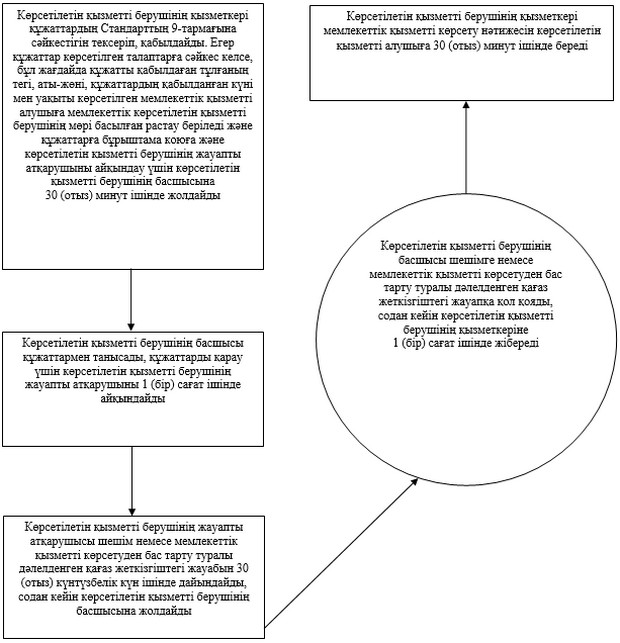 Көрсетілетін қызметті берушінің қызметкері
құжаттардың Стандарттың 9-тармағына
сәйкестігін тексеріп, қабылдайды. Егер
құжаттар көрсетілген талаптарға сәйкес келсе,
бұл жағдайда құжатты қабылдаған тұлғаның
тегі, аты-жөні, құжаттардың қабылданған күні
мен уақыты көрсетілген мемлекеттік қызметті
алушыға мемлекеттік көрсетілетін қызметті
берушінің мөрі басылған растау беріледі және
құжаттарға бұрыштама коюға және
көрсетілетін қызметті берушінің жауапты
атқарушыны айқындау үшін көрсетілетін
қызметті берушінің басшысына
30 (отыз) минут ішінде жолдайды
Көрсетілетін қызметті берушінің басшысы
құжаттармен танысады, құжаттарды қарау
үшін көрсетілетін қызметті берушінің
жауапты атқарушыны 1 (бір) сағат ішінде
айқындайды
Көрсетілетін қызметті берушінің жауапты
атқарушысы шешім немесе мемлекеттік
қызметті көрсетуден бас тарту туралы
дәлелденген қағаз жеткізгіштегі жауабын 30
(отыз) күнтүзбелік күн ішінде дайындайды,
содан кейін көрсетілетін қызметті берушінің
басшысына жолдайды
Көрсетілетін қызметті берушінің
басшысы шешімге немесе
мемлекеттік қызметті көрсетуден бас
тарту туралы дәлелденген қағаз
жеткізгіштегі жауапқа қол қояды,
содан кейін көрсетілетін қызметті
берушінің қызметкеріне
1 (бір) сағат ішінде жібереді
Көрсетілетін қызметті берушінің қызметкері
мемлекеттік қызметті көрсету нәтижесін көрсетілетін
қызметті алушыға 30 (отыз) минут ішінде береді